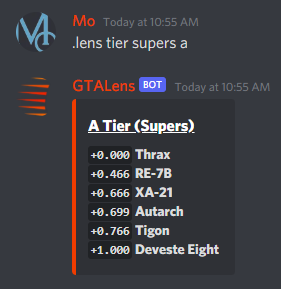 Mo Today at 10:55 AM
.lens tier supers a
GTALens BOT Today at 10:55 AM
A Tier (Supers)
+0.000 Thrax
+0.466 RE-7B
+0.666 XA-21
+0.699 Autarch
+0.766 Tigon
+1.000 Deveste Eight